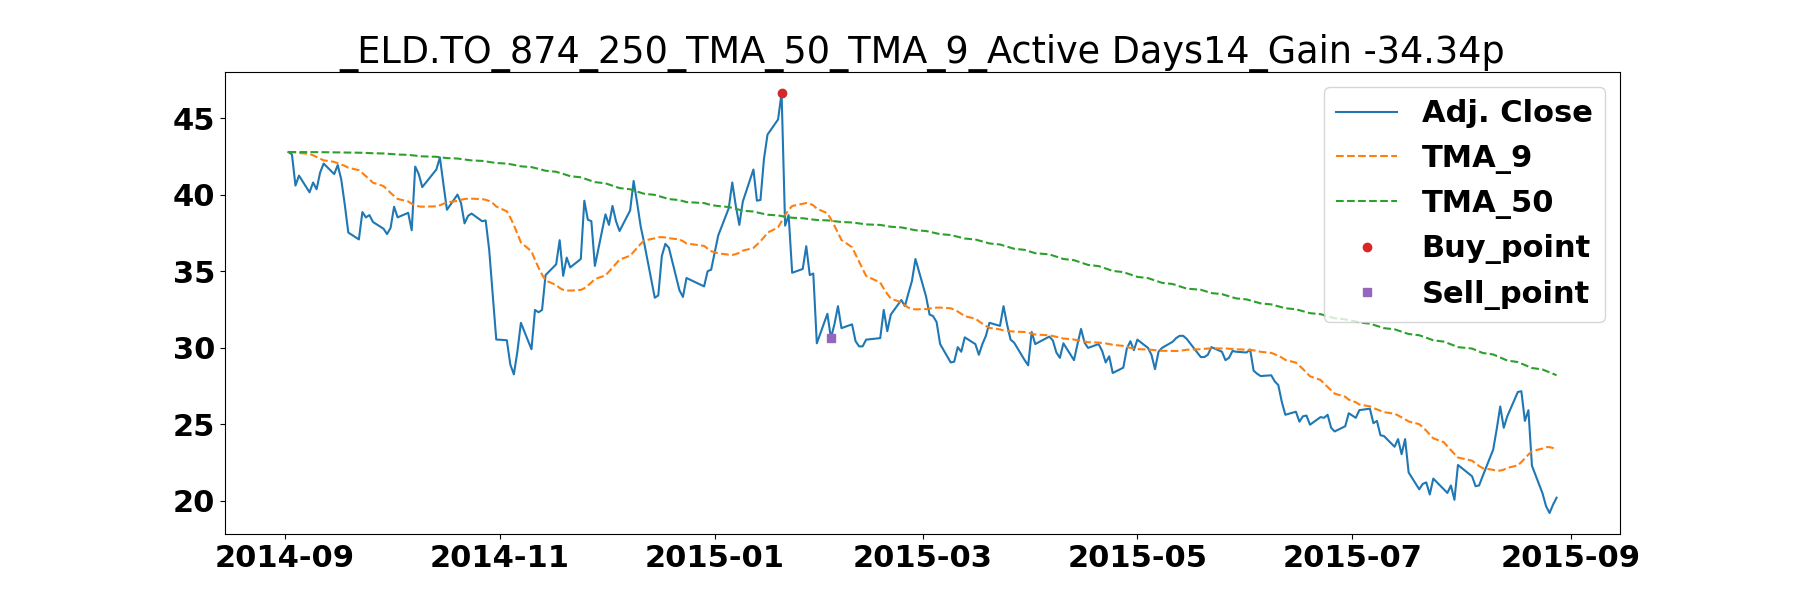 _ELD.TO_874_250_TMA_50_TMA_9_Active Days14_Gain -34.34p
Adj. Close
TMA_9
TMA_50
Buy_point
Sell_point
45
40
35
30
25
20
2014-09 2014-11 2015-01 2015-03 2015-05 2015-07 2015-09